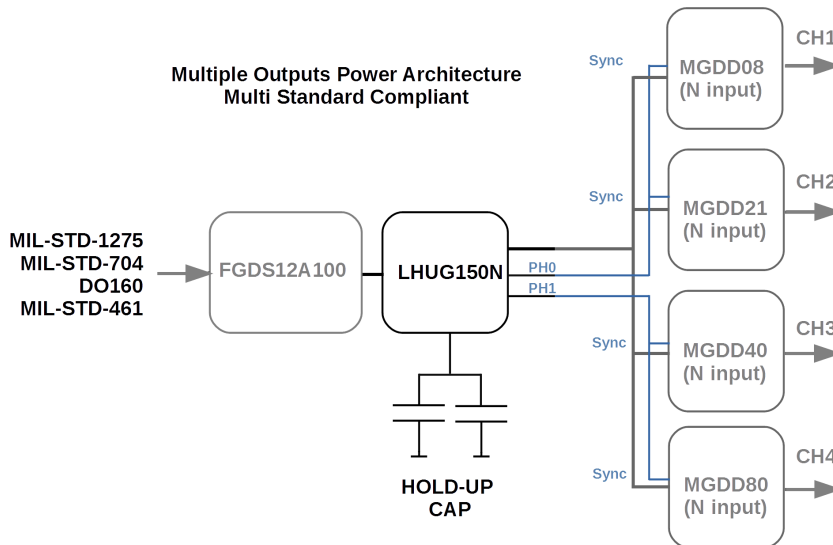 Multiple Outputs Power Architecture
Multi Standard Compliant
MIL-STD-1275
MIL-STD-704
DO160
MIL-STD-461
FGDS12A100
LHUG150N
PH0
PH1
HOLD-UP
CAP
Sync
MGDD08
(N input)
CH1
Sync
MGDD21
(N input)
CH2
Sync
MGDD40
(N input)
CH3
Sync
MGDD80
(N input)
CH4